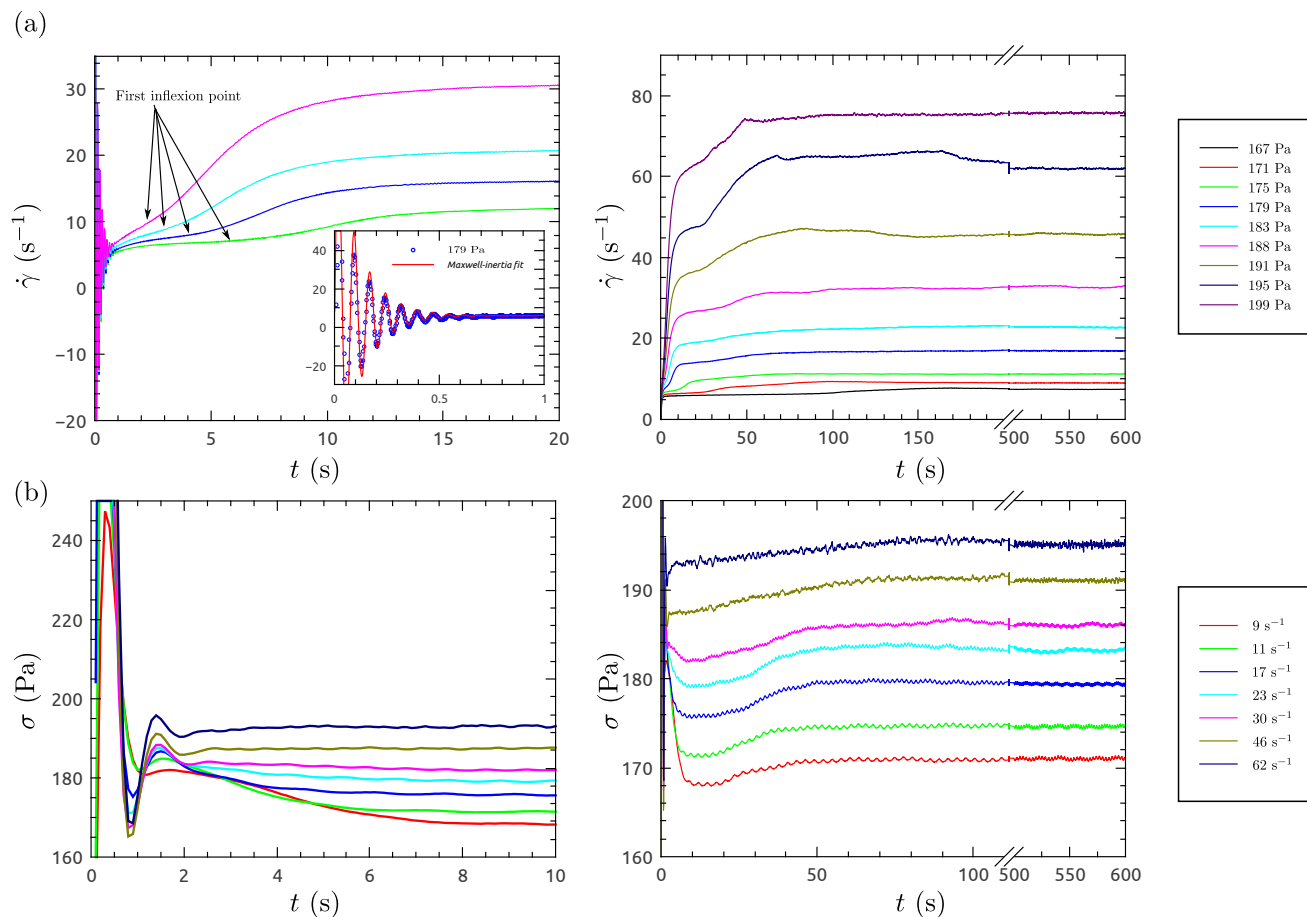 (a)
First inflexion point
γ̇ (s⁻¹)
30
20
10
0
−10
−20
0 5 10 15 20
t (s)
179 Pa
Maxwell-inertia fit
40
20
0
−20
0 0.5 1
γ̇ (s⁻¹)
80
60
40
20
0
0 50 100 150 500 550 600
t (s)
167 Pa
171 Pa
175 Pa
179 Pa
183 Pa
188 Pa
191 Pa
195 Pa
199 Pa
(b)
σ (Pa)
240
220
200
180
160
0 2 4 6 8 10
t (s)
σ (Pa)
200
190
180
170
160
0 50 100 500 550 600
t (s)
9 s⁻¹
11 s⁻¹
17 s⁻¹
23 s⁻¹
30 s⁻¹
46 s⁻¹
62 s⁻¹